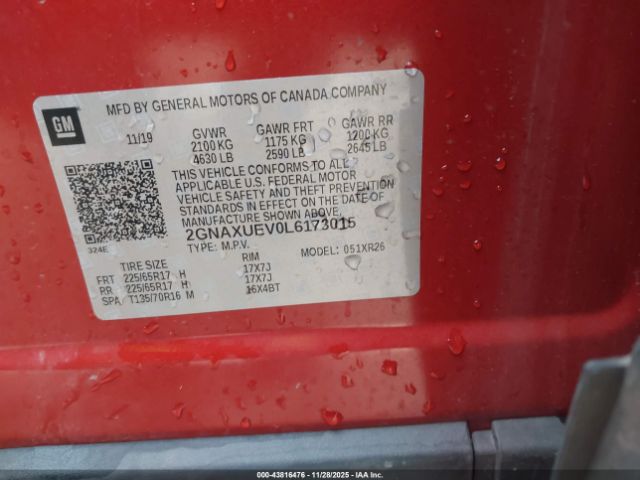 MFD BY GENERAL MOTORS OF CANADA COMPANY
GM
11/19 GVWR GAWR FRT GAWR RR
2100 KG 1175 KG 1200 KG
4630 LB 2590 LB 2645 LB
THIS VEHICLE CONFORMS TO ALL
APPLICABLE U.S. FEDERAL MOTOR
VEHICLE SAFETY AND THEFT PREVENTION
STANDARDS IN EFFECT ON THE DATE OF
MANUFACTURE SHOWN ABOVE.
2GNAXUEV0L6173015
324E TYPE: M.P.V. MODEL: 051XR26
TIRE SIZE RIM
FRT 225/65R17 H 17X7J
RR 225/65R17 H 17X7J
SPA T135/70R16 M 16X4BT
00-43816476 | 11/28/2025 | IAAI.CA